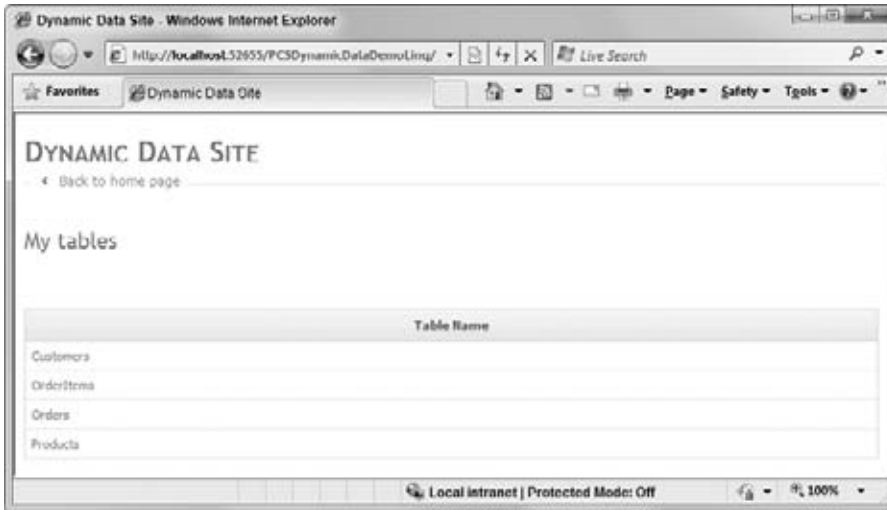 Dynamic Data Site - Windows Internet Explorer
http://localhost:52655/PCSDynamicDataDemoLinq/
Live Search
Favorites
Dynamic Data Site
Page
Safety
Tools
DYNAMIC DATA SITE
Back to home page
My tables
Table Name
Customers
OrderItems
Orders
Products
Local intranet | Protected Mode: Off
100%